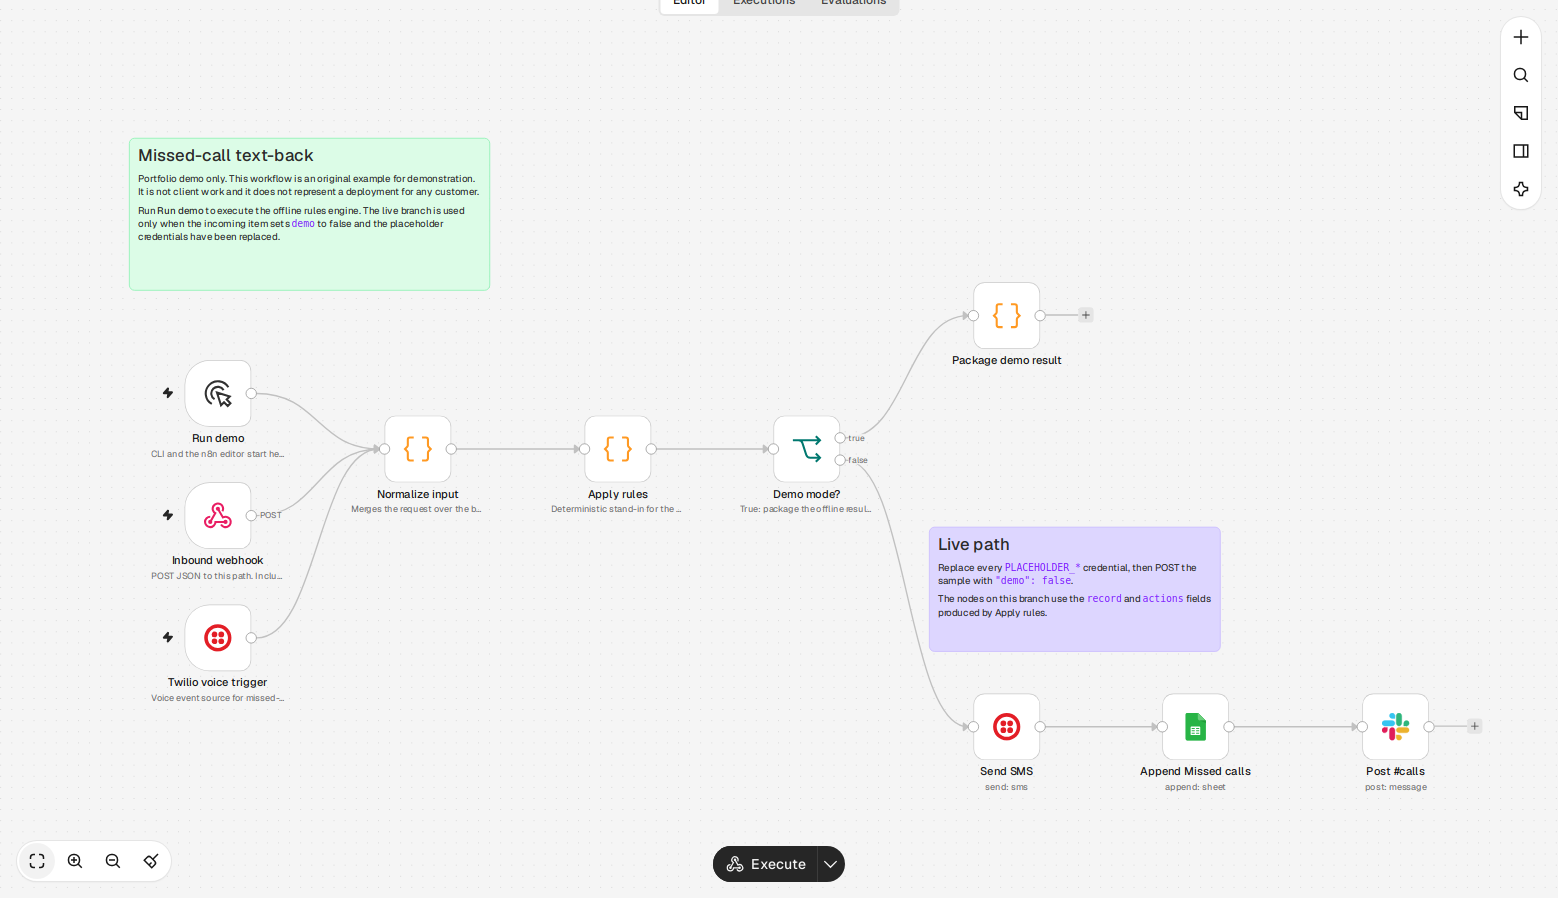 Editor Executions Evaluations
Missed-call text-back
Portfolio demo only. This workflow is an original example for demonstration.
It is not client work and it does not represent a deployment for any customer.
Run Run demo to execute the offline rules engine. The live branch is used
only when the incoming item sets demo to false and the placeholder
credentials have been replaced.
Package demo result
Run demo
CLI and the n8n editor start he...
POST
Inbound webhook
POST JSON to this path. Inclu...
Twilio voice trigger
Voice event source for missed-...
Normalize input
Merges the request over the b...
Apply rules
Deterministic stand-in for the ...
true
false
Demo mode?
True: package the offline resul...
Live path
Replace every PLACEHOLDER_* credential, then POST the
sample with "demo": false.
The nodes on this branch use the record and actions fields
produced by Apply rules.
Send SMS
send: sms
Append Missed calls
append: sheet
Post #calls
post: message
Execute